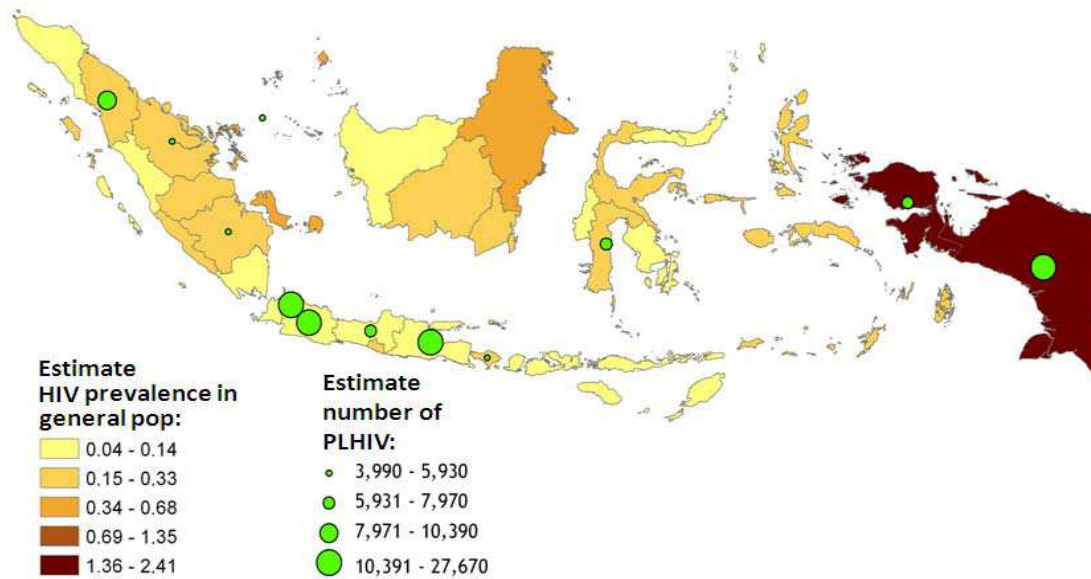 Estimate
HIV prevalence in
general pop:
0.04 - 0.14
0.15 - 0.33
0.34 - 0.68
0.69 - 1.35
1.36 - 2.41
Estimate
number of
PLHIV:
3,990 - 5,930
5,931 - 7,970
7,971 - 10,390
10,391 - 27,670